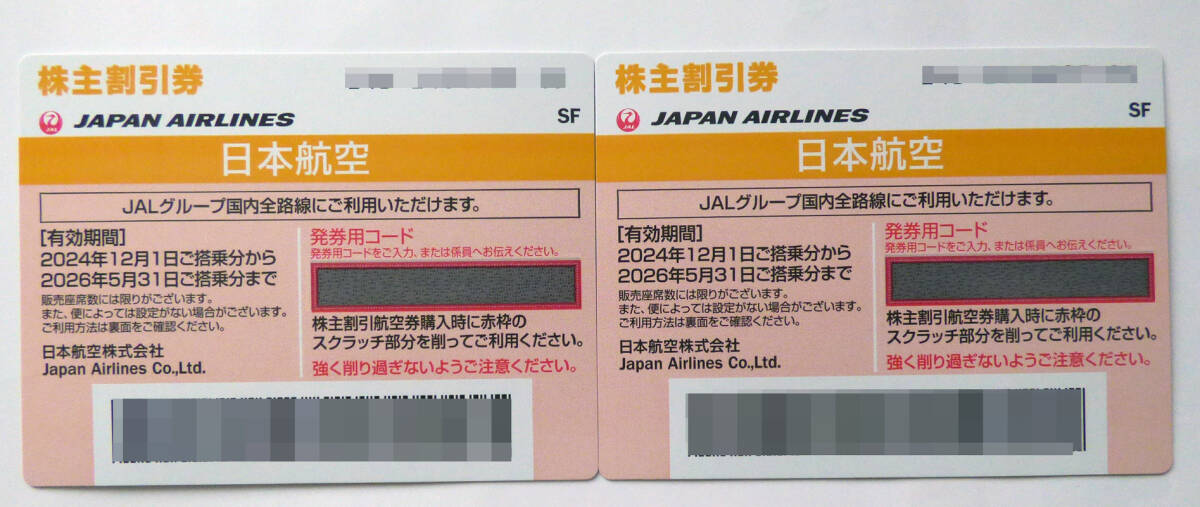 株主割引券
JAL JAPAN AIRLINES
SF
日本航空
JALグループ国内全路線にご利用いただけます。
[有効期間]
2024年12月1日ご搭乗分から
2026年5月31日ご搭乗分まで
販売座席数には限りがございます。
また、便によっては設定がない場合がございます。
ご利用方法は裏面をご確認ください。
日本航空株式会社
Japan Airlines Co.,Ltd.
発券用コード
発券用コードをご入力、または係員へお伝えください。
株主割引航空券購入時に赤枠の
スクラッチ部分を削ってご利用ください。
強く削り過ぎないようご注意ください。
株主割引券
JAL JAPAN AIRLINES
SF
日本航空
JALグループ国内全路線にご利用いただけます。
[有効期間]
2024年12月1日ご搭乗分から
2026年5月31日ご搭乗分まで
販売座席数には限りがございます。
また、便によっては設定がない場合がございます。
ご利用方法は裏面をご確認ください。
日本航空株式会社
Japan Airlines Co.,Ltd.
発券用コード
発券用コードをご入力、または係員へお伝えください。
株主割引航空券購入時に赤枠の
スクラッチ部分を削ってご利用ください。
強く削り過ぎないようご注意ください。